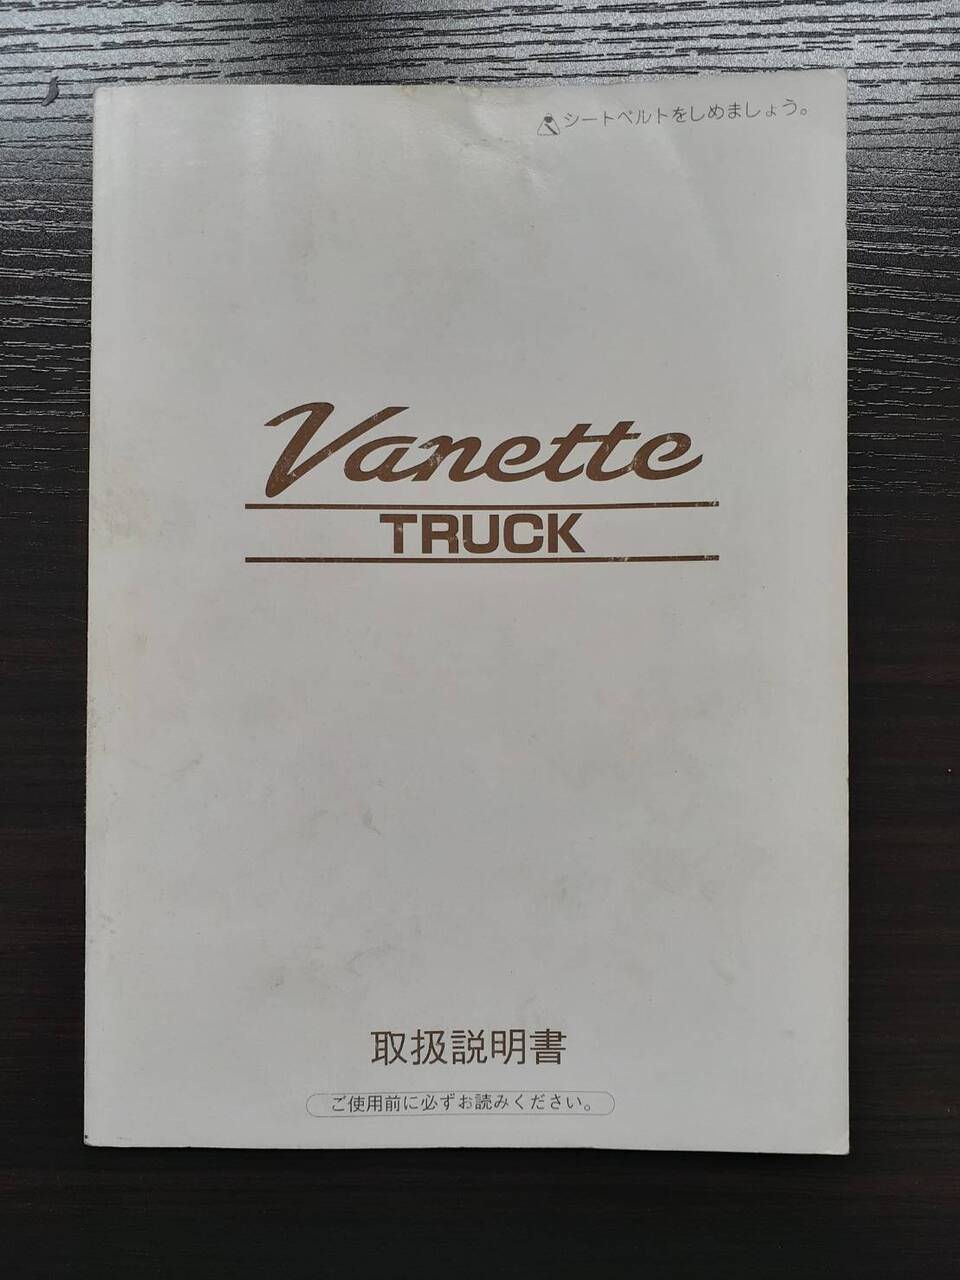 シートベルトをしめましょう。
Vanette
TRUCK
取扱説明書
ご使用前に必ずお読みください。